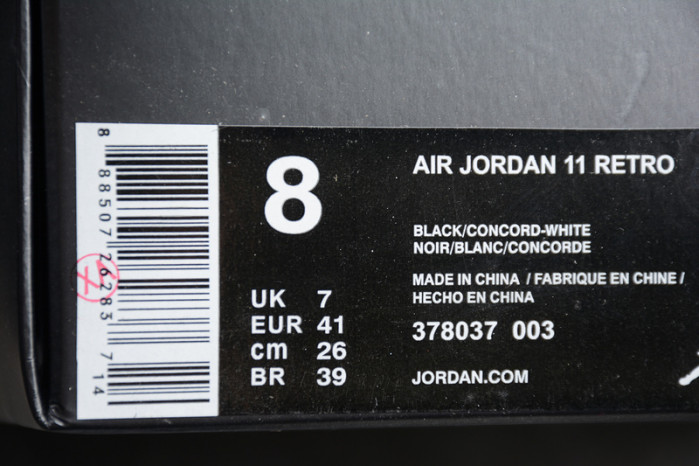 8 88507 26283 7 14
8
UK 7
EUR 41
cm 26
BR 39
AIR JORDAN 11 RETRO
BLACK/CONCORD-WHITE
NOIR/BLANC/CONCORDE
MADE IN CHINA / FABRIQUE EN CHINE /
HECHO EN CHINA
378037 003
JORDAN.COM